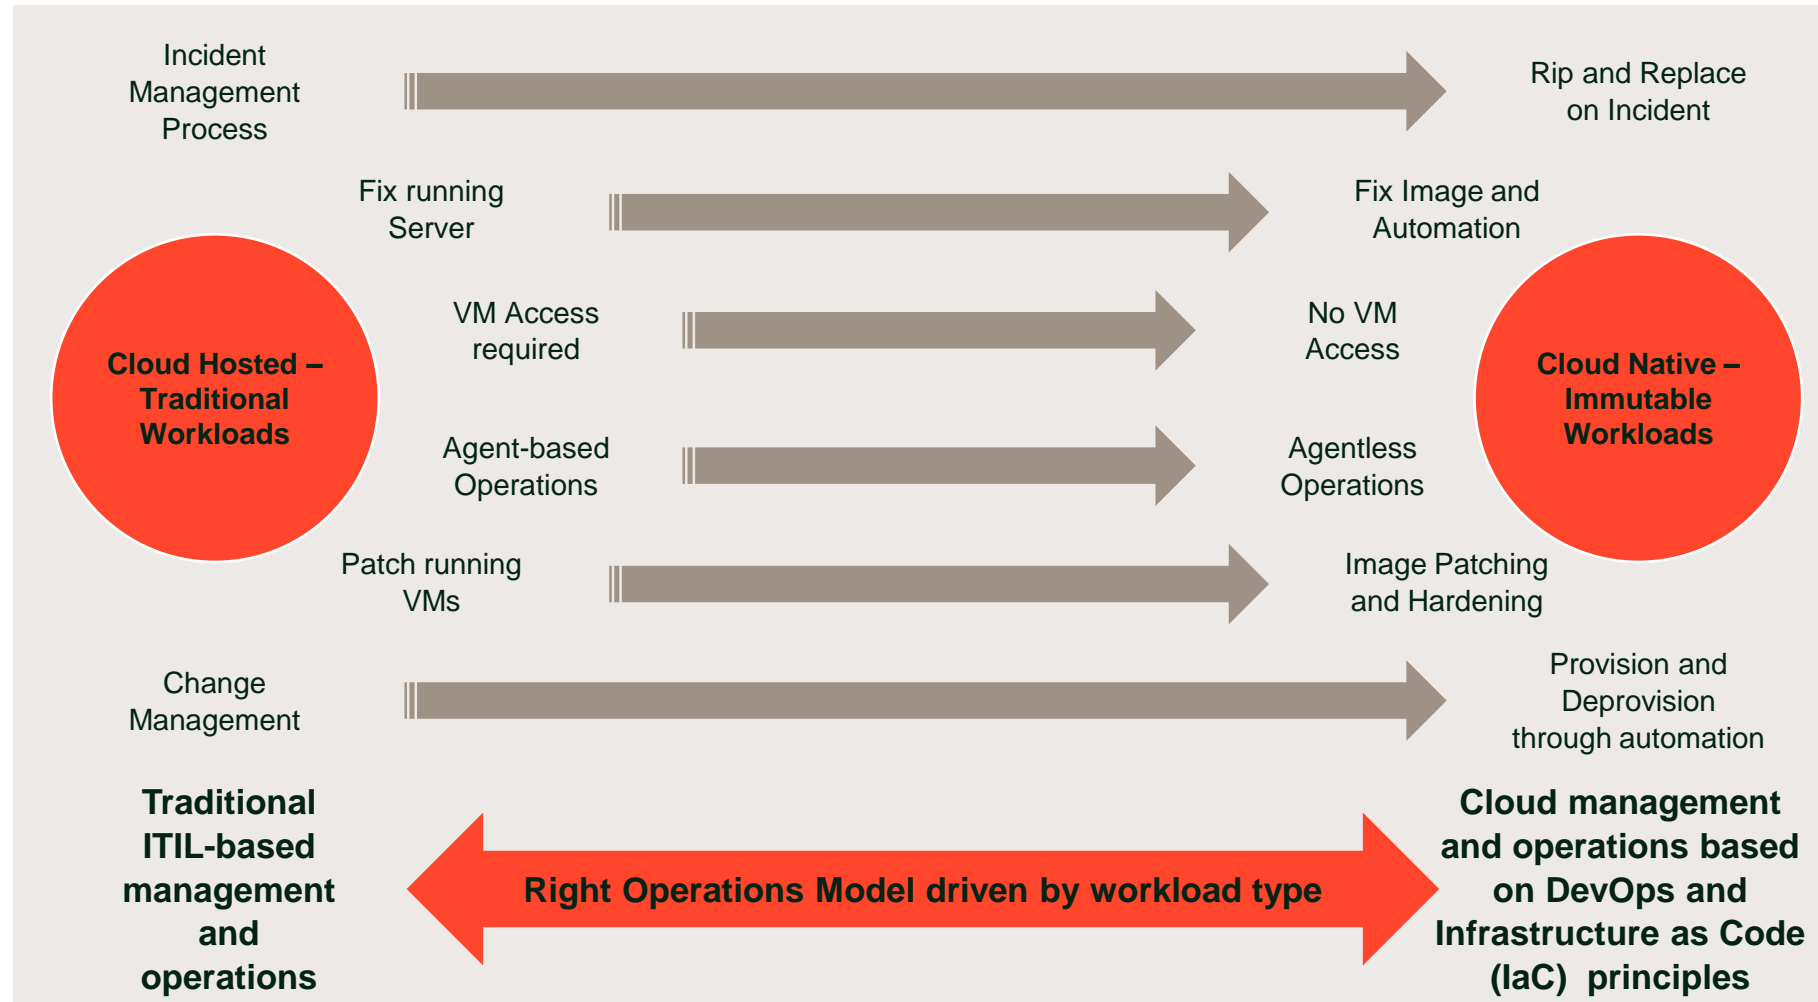 Incident
Management
Process
Rip and Replace
on Incident
Fix running
Server
Fix Image and
Automation
VM Access
required
No VM
Access
Cloud Hosted –
Traditional
Workloads
Cloud Native –
Immutable
Workloads
Agent-based
Operations
Agentless
Operations
Patch running
VMs
Image Patching
and Hardening
Change
Management
Provision and
Deprovision
through automation
Traditional
ITIL-based
management
and
operations
Right Operations Model driven by workload type
Cloud management
and operations based
on DevOps and
Infrastructure as Code
(IaC) principles